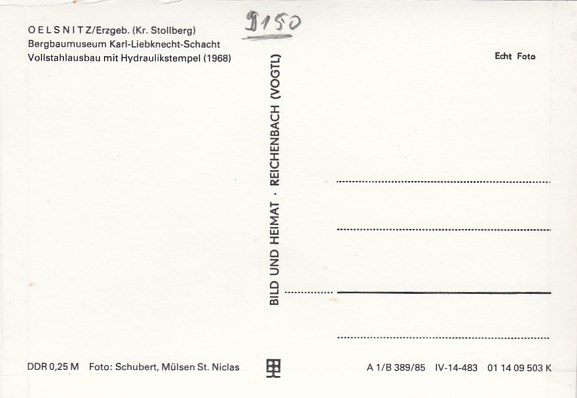 OELSNITZ/Erzgeb. (Kr. Stollberg)
Bergbaumuseum Karl-Liebknecht-Schacht
Vollstahlausbau mit Hydraulikstempel (1968)
Echt Foto
BILD UND HEIMAT · REICHENBACH (VOGTL)
DDR 0,25 M Foto: Schubert, Mülsen St. Niclas
A 1/B 389/85 IV-14-483 01 14 09 503 K